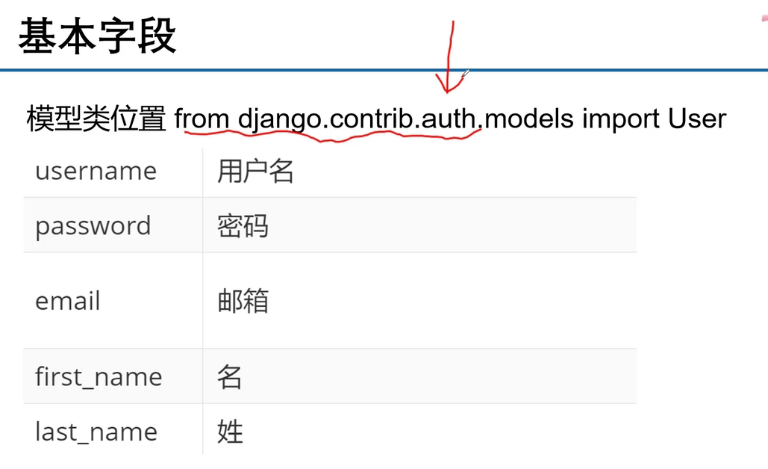 基本字段
模型类位置 from django.contrib.auth.models import User
username 用户名
password 密码
email 邮箱
first_name 名
last_name 姓